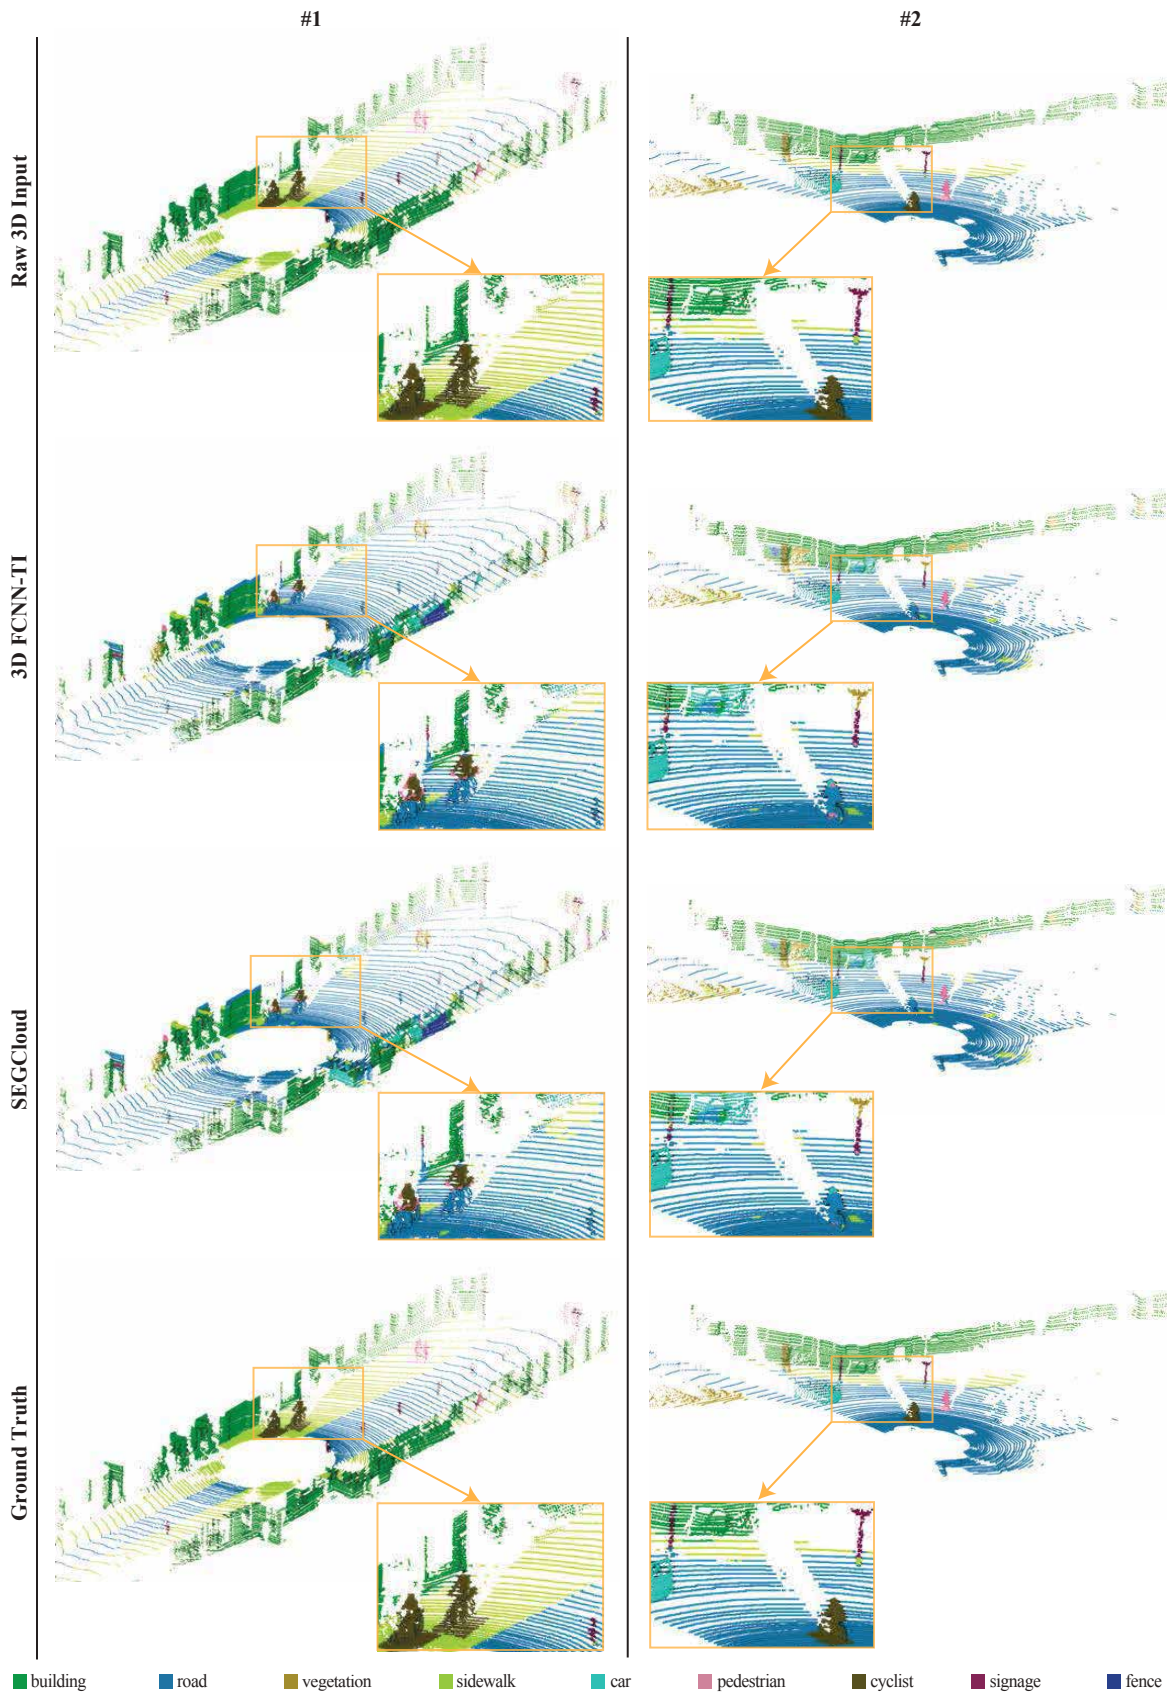 #1 #2
Raw 3D Input
3D FCNN-TI
SEGCloud
Ground Truth
building road vegetation sidewalk car pedestrian cyclist signage fence